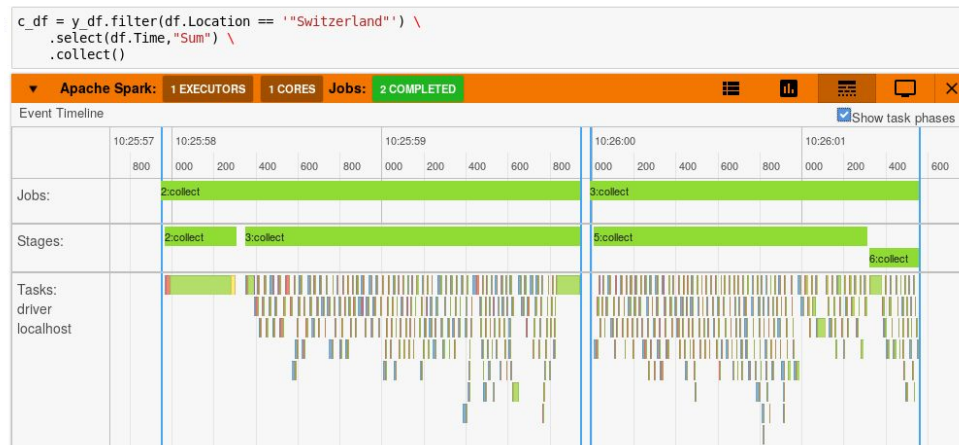 c_df = y_df.filter(df.Location == '"Switzerland"') \
.select(df.Time,"Sum") \
.collect()
▼ Apache Spark: 1 EXECUTORS 1 CORES Jobs: 2 COMPLETED
Event Timeline Show task phases
10:25:57 10:25:58 10:25:59 10:26:00 10:26:01
800 000 200 400 600 800 000 200 400 600 800 000 200 400 600 800 000 200 400 600
Jobs: 2:collect 3:collect
Stages: 2:collect 3:collect 5:collect
6:collect
Tasks:
driver
localhost